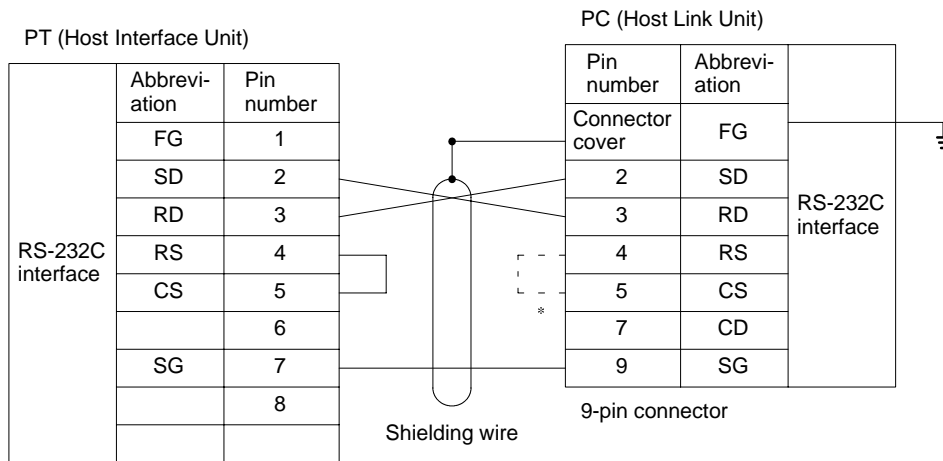 PC (Host Link Unit)
PT (Host Interface Unit)
Abbrevi-
ation
Pin
number
FG 1
SD 2
RD 3
RS 4
CS 5
6
SG 7
8
RS-232C
interface
Pin
number
Abbrevi-
ation
Connector
cover
FG
2 SD
3 RD
4 RS
5 CS
7 CD
9 SG
RS-232C
interface
*
9-pin connector
Shielding wire